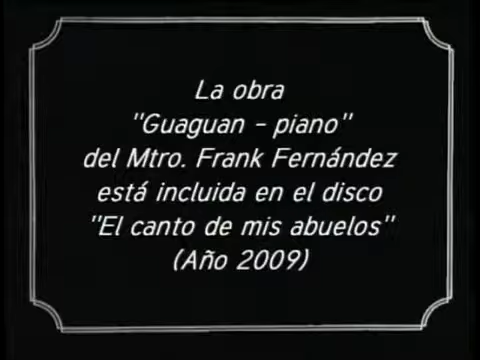 La obra
"Guaguan - piano"
del Mtro. Frank Fernández
está incluida en el disco
"El canto de mis abuelos"
(Año 2009)